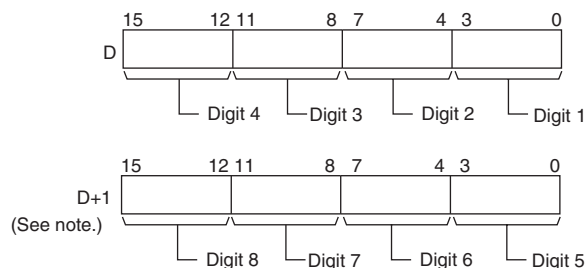 15 12 11 8 7 4 3 0
D
Digit 4 Digit 3 Digit 2 Digit 1
15 12 11 8 7 4 3 0
D+1
(See note.)
Digit 8 Digit 7 Digit 6 Digit 5